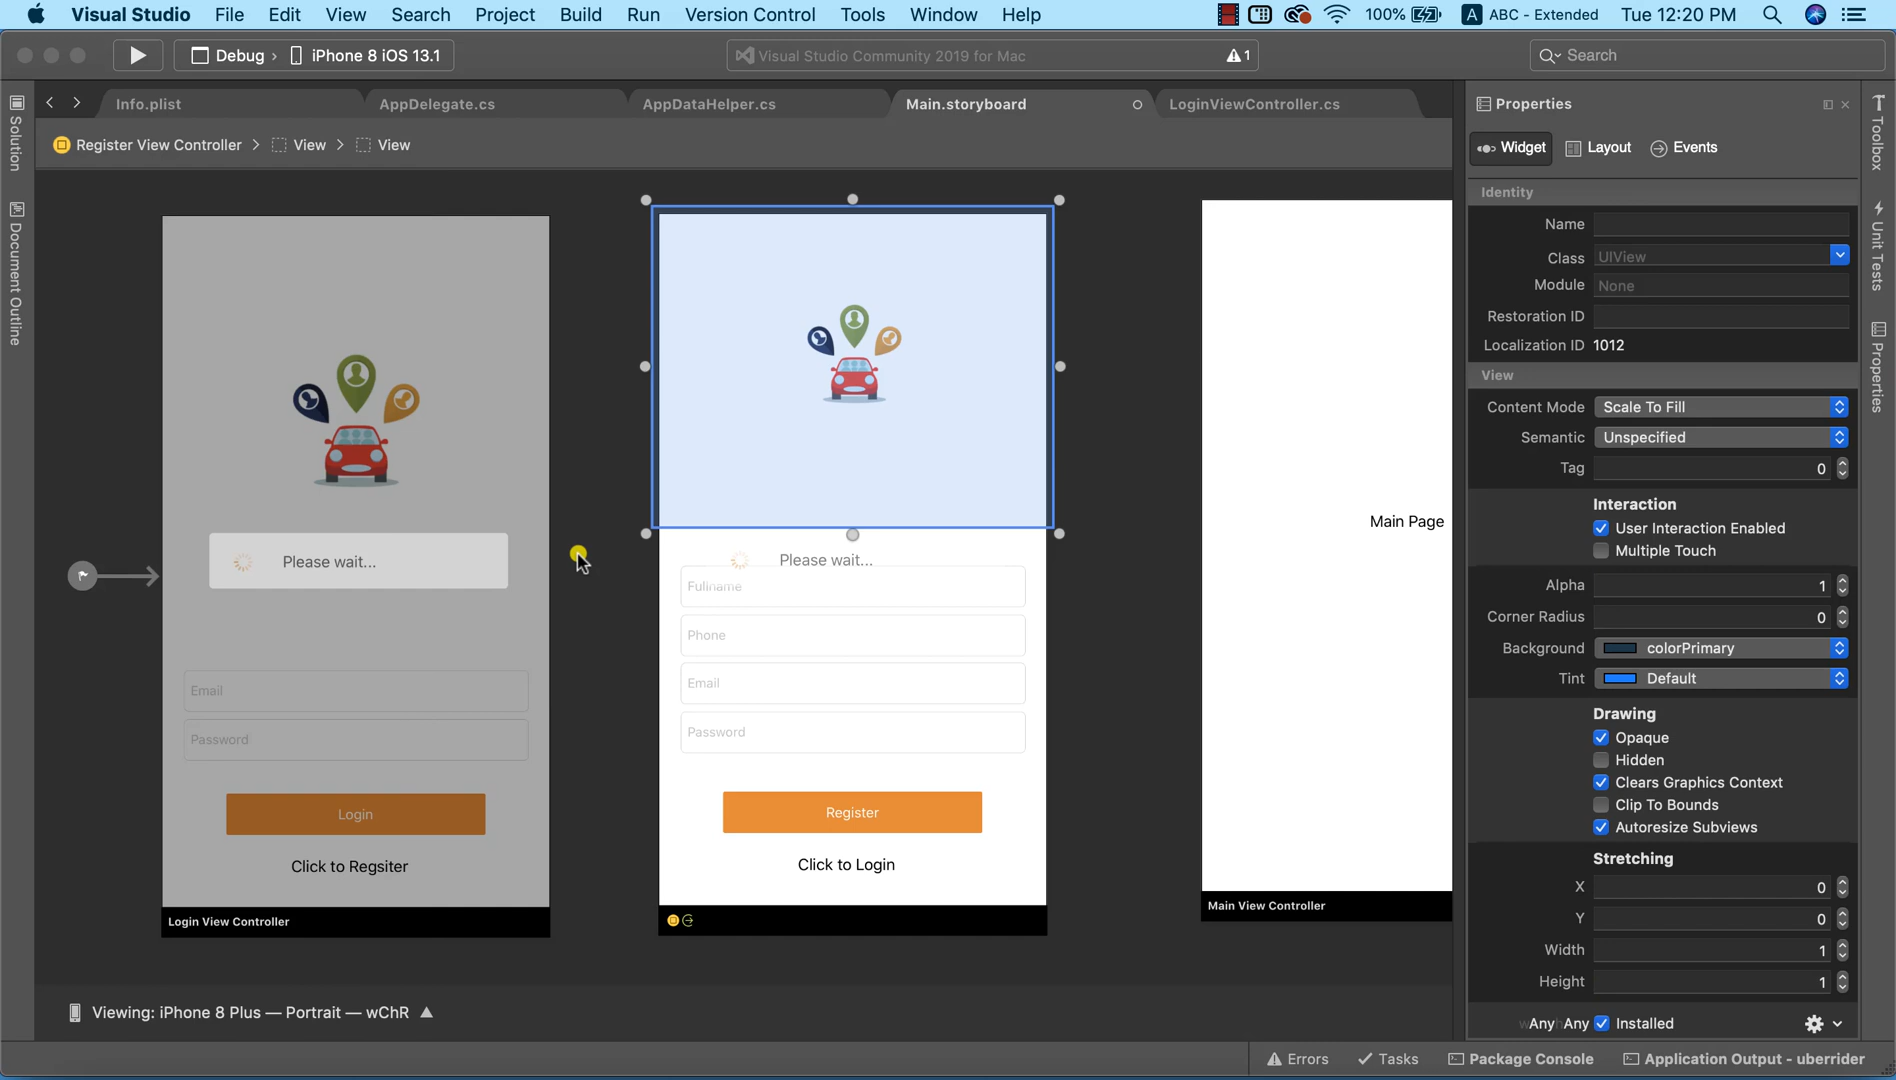 Visual Studio File Edit View Search Project Build Run Version Control Tools Window Help 100% A ABC - Extended Tue 12:20 PM
Debug › iPhone 8 iOS 13.1 Visual Studio Community 2019 for Mac 1 Search
Info.plist AppDelegate.cs AppDataHelper.cs Main.storyboard LoginViewController.cs
Register View Controller > View > View
Solution
Document Outline
Please wait...
Email
Password
Login
Click to Regsiter
Login View Controller
Please wait...
Fullname
Phone
Email
Password
Register
Click to Login
Main Page
Main View Controller
Viewing: iPhone 8 Plus — Portrait — wChR
Properties
Widget Layout Events
Identity
Name
Class UIView
Module None
Restoration ID
Localization ID 1012
View
Content Mode Scale To Fill
Semantic Unspecified
Tag 0
Interaction
User Interaction Enabled
Multiple Touch
Alpha 1
Corner Radius 0
Background colorPrimary
Tint Default
Drawing
Opaque
Hidden
Clears Graphics Context
Clip To Bounds
Autoresize Subviews
Stretching
X 0
Y 0
Width 1
Height 1
Any Any Installed
Toolbox
Unit Tests
Properties
Errors Tasks Package Console Application Output - uberrider